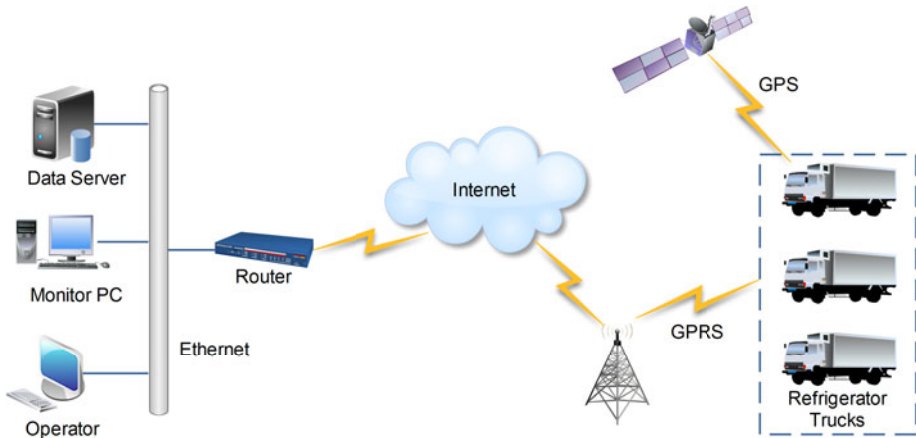 GPS
Data Server
Internet
Monitor PC
Router
GPRS
Ethernet
Refrigerator
Trucks
Operator